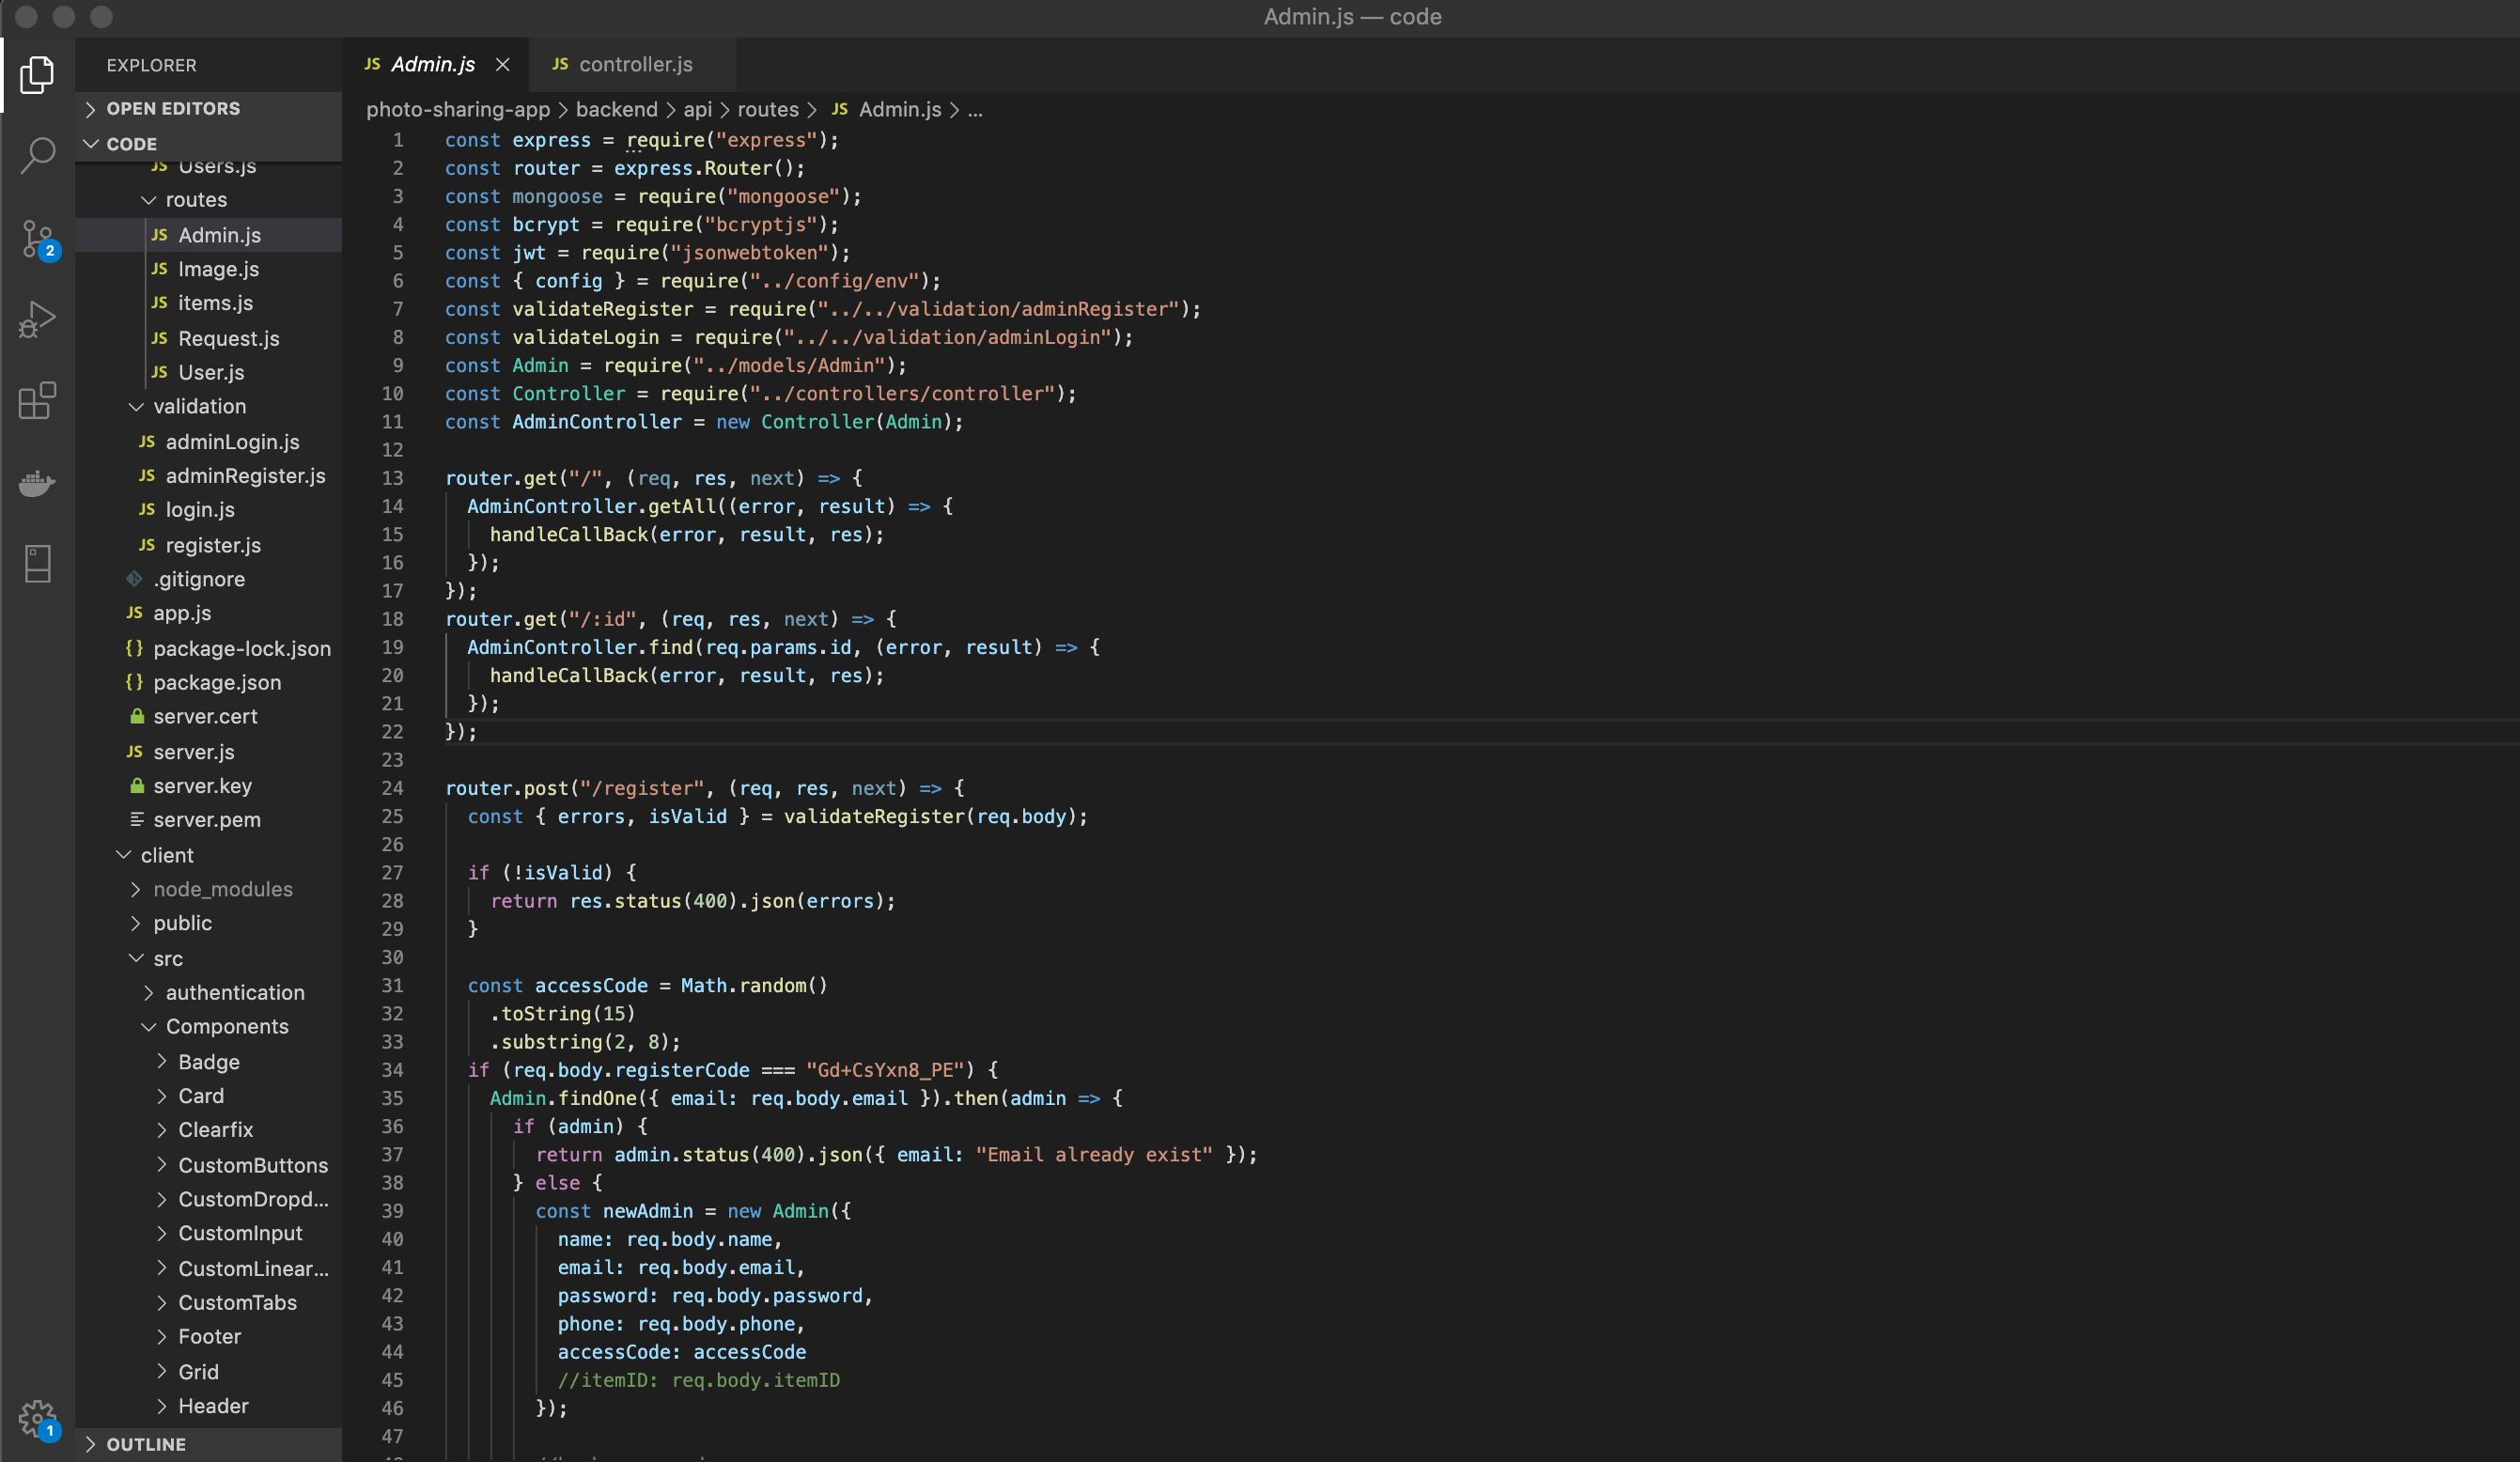 Admin.js — code
EXPLORER
OPEN EDITORS
CODE
Users.js
routes
Admin.js
Image.js
items.js
Request.js
User.js
validation
adminLogin.js
adminRegister.js
login.js
register.js
.gitignore
app.js
package-lock.json
package.json
server.cert
server.js
server.key
server.pem
client
node_modules
public
src
authentication
Components
Badge
Card
Clearfix
CustomButtons
CustomDropd...
CustomInput
CustomLinear...
CustomTabs
Footer
Grid
Header
OUTLINE
2
1
JS Admin.js
JS controller.js
photo-sharing-app > backend > api > routes > JS Admin.js > ...
1 const express = require("express");
2 const router = express.Router();
3 const mongoose = require("mongoose");
4 const bcrypt = require("bcryptjs");
5 const jwt = require("jsonwebtoken");
6 const { config } = require("../config/env");
7 const validateRegister = require("../../validation/adminRegister");
8 const validateLogin = require("../../validation/adminLogin");
9 const Admin = require("../models/Admin");
10 const Controller = require("../controllers/controller");
11 const AdminController = new Controller(Admin);
12
13 router.get("/", (req, res, next) => {
14 AdminController.getAll((error, result) => {
15 handleCallBack(error, result, res);
16 });
17 });
18 router.get("/:id", (req, res, next) => {
19 AdminController.find(req.params.id, (error, result) => {
20 handleCallBack(error, result, res);
21 });
22 });
23
24 router.post("/register", (req, res, next) => {
25 const { errors, isValid } = validateRegister(req.body);
26
27 if (!isValid) {
28 return res.status(400).json(errors);
29 }
30
31 const accessCode = Math.random()
32 .toString(15)
33 .substring(2, 8);
34 if (req.body.registerCode === "Gd+CsYxn8_PE") {
35 Admin.findOne({ email: req.body.email }).then(admin => {
36 if (admin) {
37 return admin.status(400).json({ email: "Email already exist" });
38 } else {
39 const newAdmin = new Admin({
40 name: req.body.name,
41 email: req.body.email,
42 password: req.body.password,
43 phone: req.body.phone,
44 accessCode: accessCode
45 //itemID: req.body.itemID
46 });
47